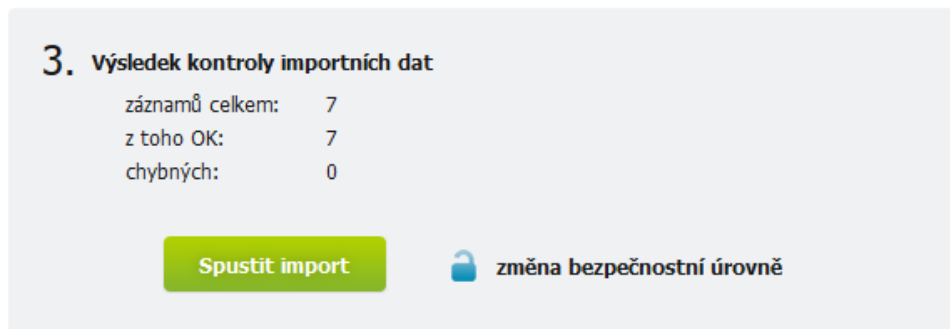 3. Výsledek kontroly importních dat
záznamů celkem: 7
z toho OK: 7
chybných: 0
Spustit import změna bezpečnostní úrovně